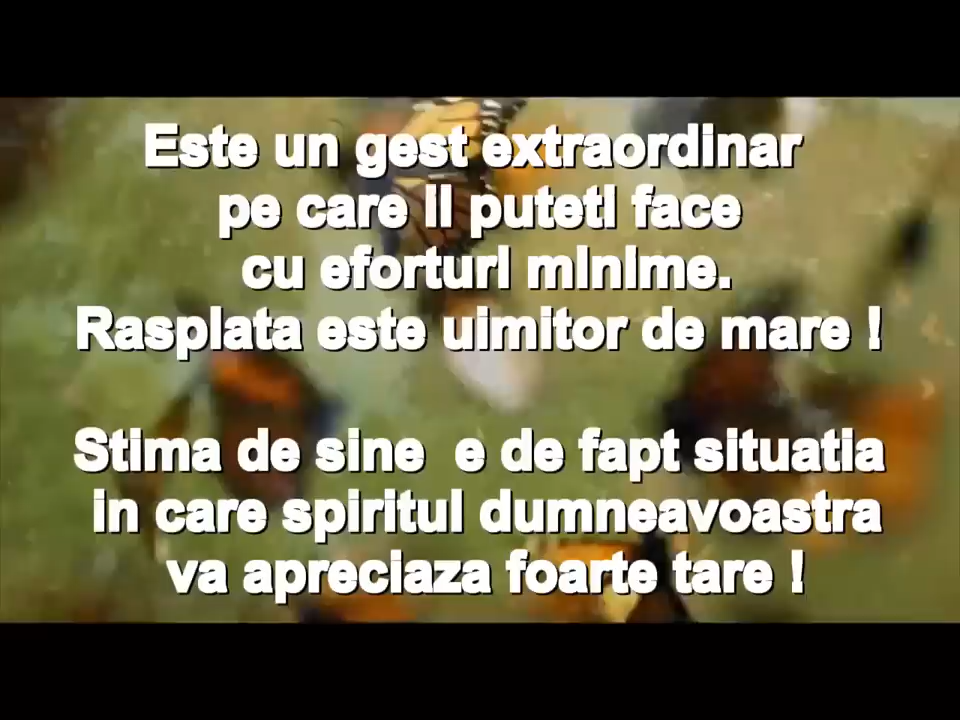 Este un gest extraordinar
pe care il puteti face
cu eforturi minime.
Rasplata este uimitor de mare !
Stima de sine e de fapt situatia
in care spiritul dumneavoastra
va apreciaza foarte tare !